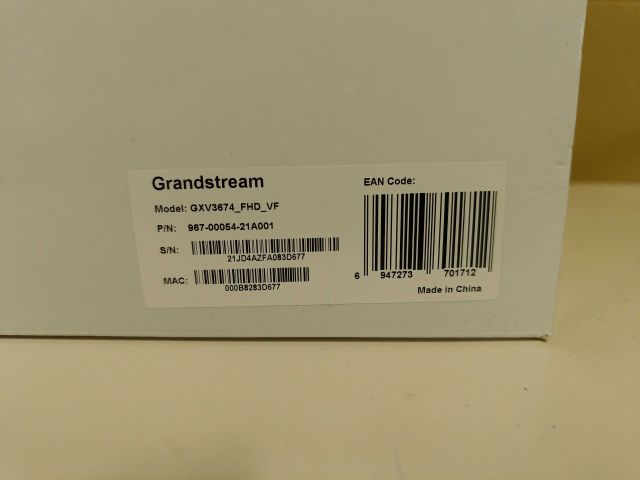 Grandstream
Model: GXV3674_FHD_VF
P/N: 967-00054-21A001
S/N:
21JD4AZFA083D677
MAC:
000B8283D677
EAN Code:
6 947273 701712
Made in China